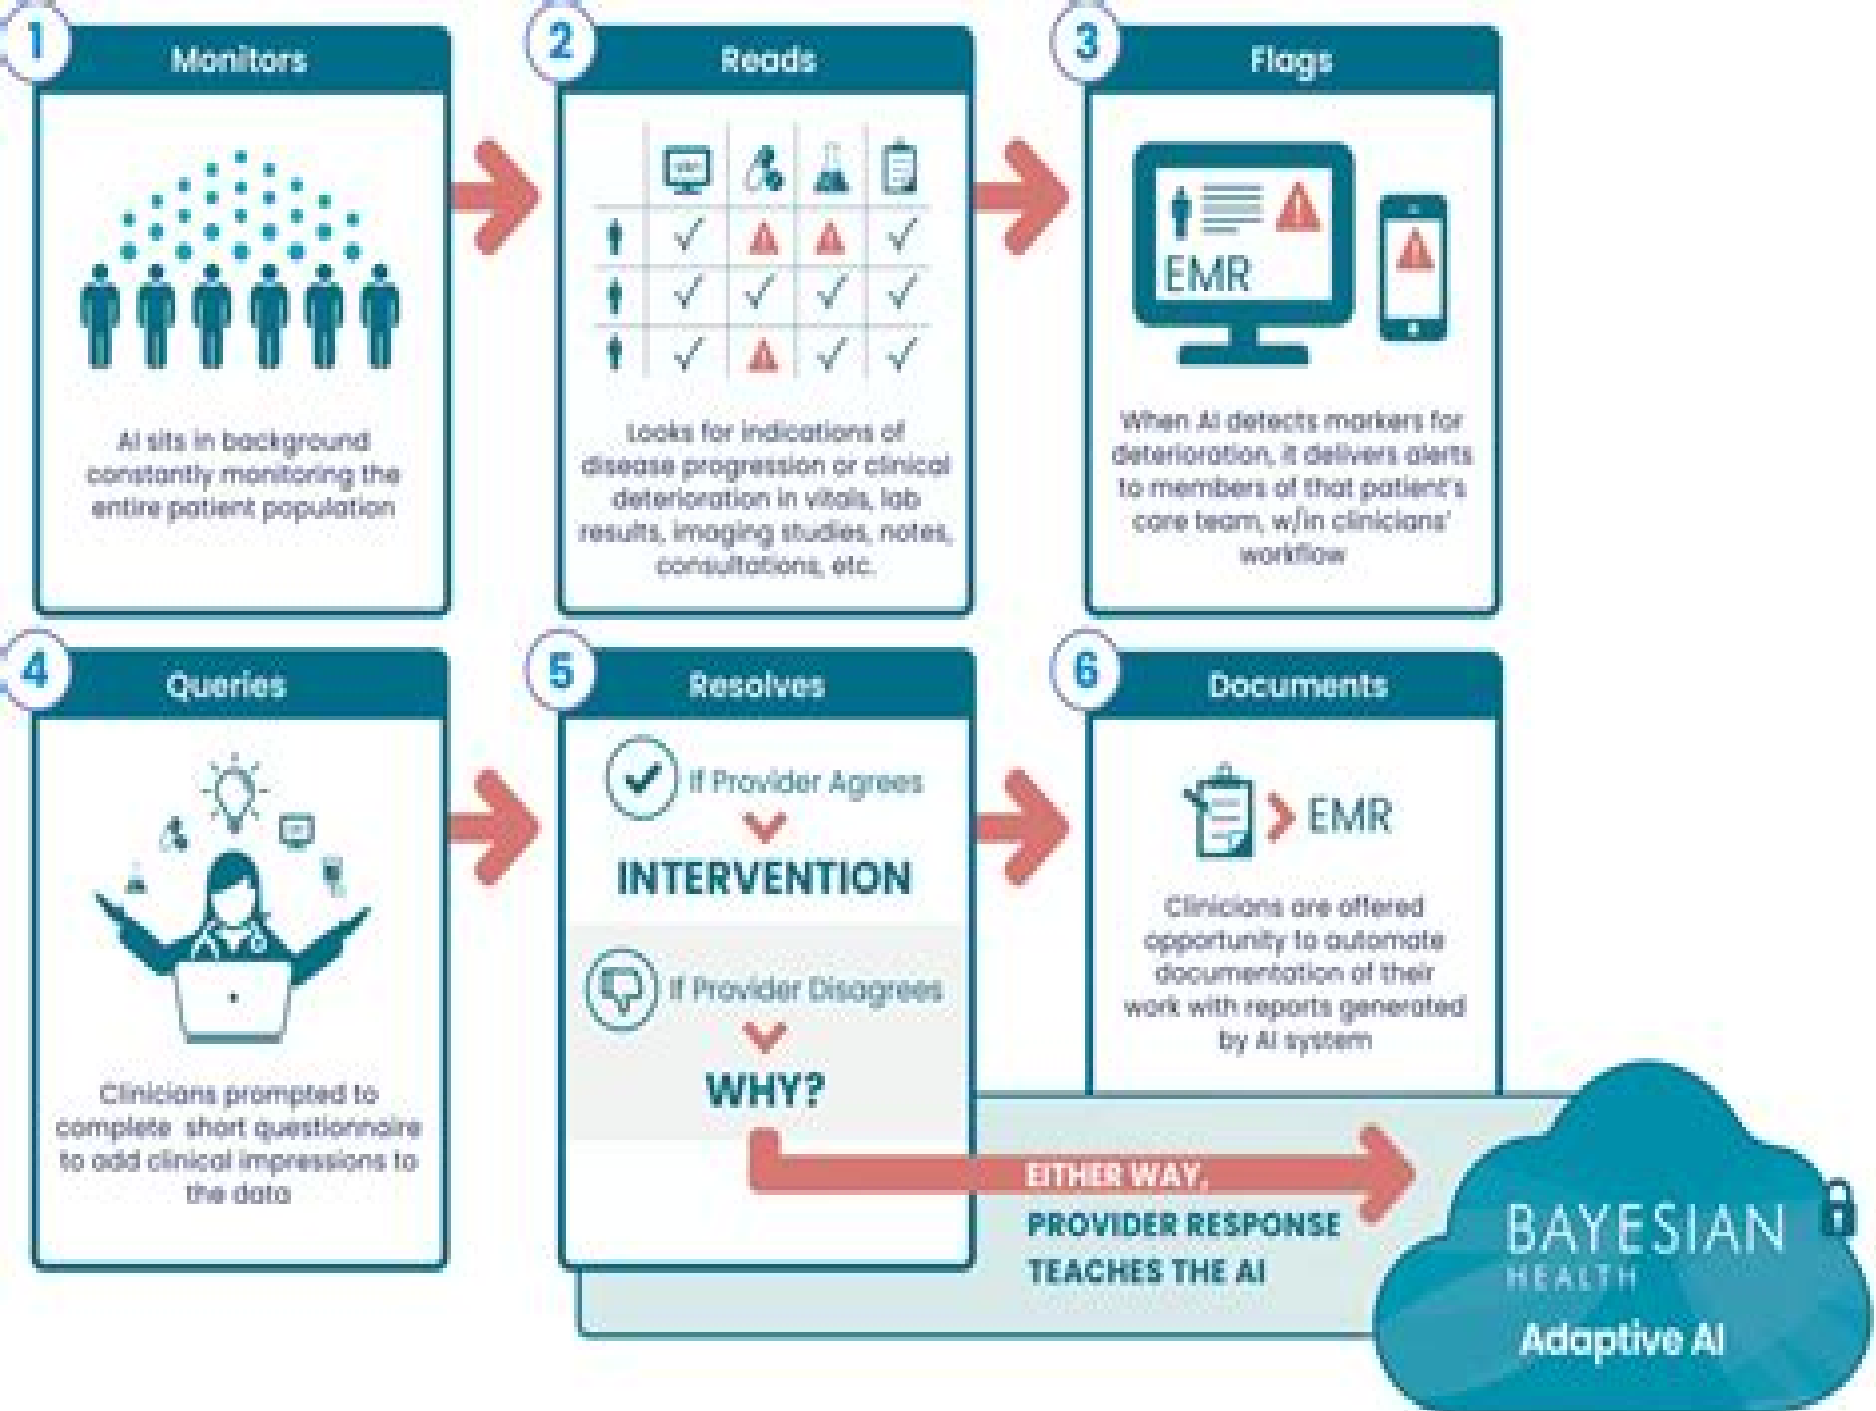 1
Monitors
AI sits in background
constantly monitoring the
entire patient population
2
Reads
Looks for indications of
disease progression or clinical
deterioration in vitals, lab
results, imaging studies, notes,
consultations, etc.
3
Flags
EMR
When AI detects markers for
deterioration, it delivers alerts
to members of that patient's
care team, w/in clinicians'
workflow
4
Queries
Clinicians prompted to
complete short questionnaire
to add clinical impressions to
the data
5
Resolves
If Provider Agrees
INTERVENTION
If Provider Disagrees
WHY?
6
Documents
EMR
Clinicians are offered
opportunity to automate
documentation of their
work with reports generated
by AI system
EITHER WAY,
PROVIDER RESPONSE
TEACHES THE AI
BAYESIAN
HEALTH
Adaptive AI